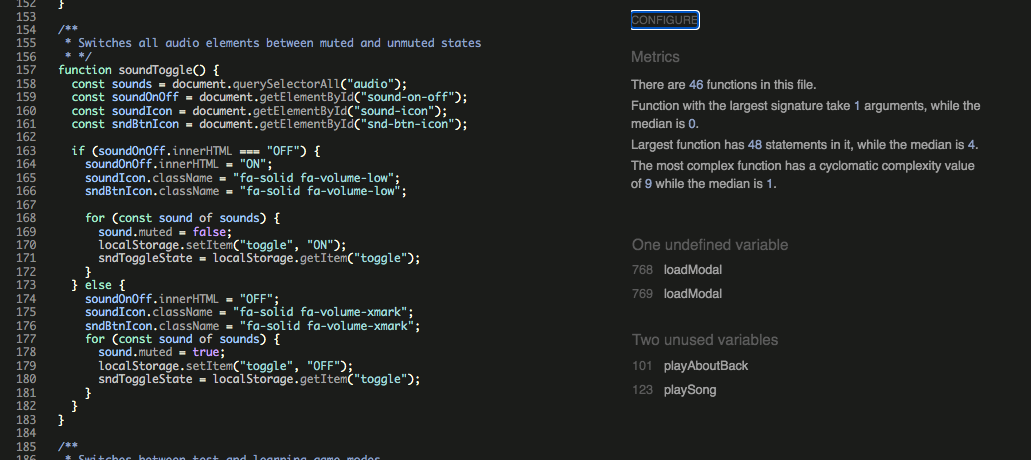 152 }
153
154 /**
155 * Switches all audio elements between muted and unmuted states
156 * */
157 function soundToggle() {
158 const sounds = document.querySelectorAll("audio");
159 const soundOnOff = document.getElementById("sound-on-off");
160 const soundIcon = document.getElementById("sound-icon");
161 const sndBtnIcon = document.getElementById("snd-btn-icon");
162
163 if (soundOnOff.innerHTML === "OFF") {
164 soundOnOff.innerHTML = "ON";
165 soundIcon.className = "fa-solid fa-volume-low";
166 sndBtnIcon.className = "fa-solid fa-volume-low";
167
168 for (const sound of sounds) {
169 sound.muted = false;
170 localStorage.setItem("toggle", "ON");
171 sndToggleState = localStorage.getItem("toggle");
172 }
173 } else {
174 soundOnOff.innerHTML = "OFF";
175 soundIcon.className = "fa-solid fa-volume-xmark";
176 sndBtnIcon.className = "fa-solid fa-volume-xmark";
177 for (const sound of sounds) {
178 sound.muted = true;
179 localStorage.setItem("toggle", "OFF");
180 sndToggleState = localStorage.getItem("toggle");
181 }
182 }
183 }
184
185 /**
186 * Switches between test and learning game modes
CONFIGURE
Metrics
There are 46 functions in this file.
Function with the largest signature take 1 arguments, while the
median is 0.
Largest function has 48 statements in it, while the median is 4.
The most complex function has a cyclomatic complexity value
of 9 while the median is 1.
One undefined variable
768 loadModal
769 loadModal
Two unused variables
101 playAboutBack
123 playSong